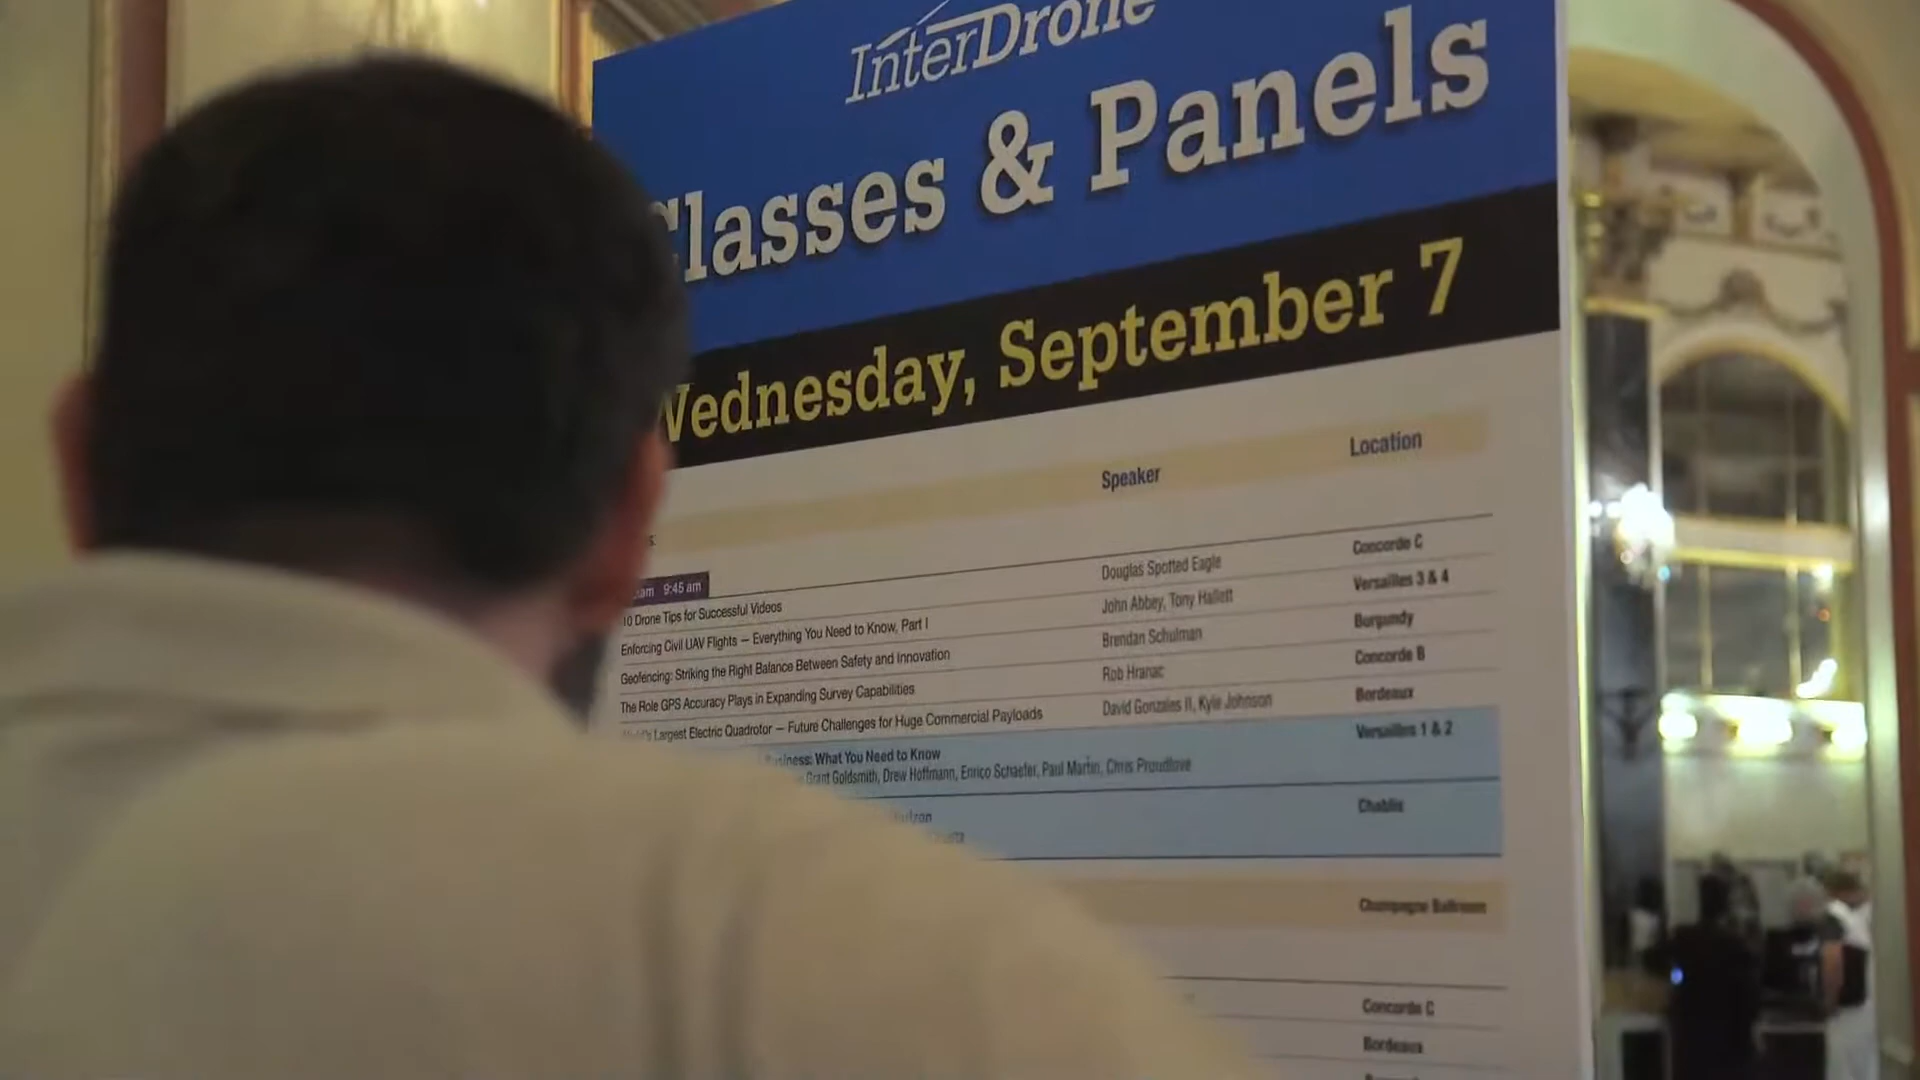 InterDrone
Classes & Panels
Wednesday, September 7
Speaker Location
am 9:45 am
10 Drone Tips for Successful Videos Douglas Spotted Eagle Concorde C
Enforcing Civil UAV Flights — Everything You Need to Know, Part I John Abbey, Tony Hallett Versailles 3 & 4
Geofencing: Striking the Right Balance Between Safety and Innovation Brendan Schulman Burgundy
The Role GPS Accuracy Plays in Expanding Survey Capabilities Rob Hranac Concorde B
Largest Electric Quadrotor — Future Challenges for Huge Commercial Payloads David Gonzales II, Kyle Johnson Bordeaux
What You Need to Know Versailles 1 & 2
Grant Goldsmith, Drew Hoffmann, Enrico Schaefer, Paul Martin, Chris Proudlove
Chablis
Champagne Ballroom
Concorde C
Bordeaux